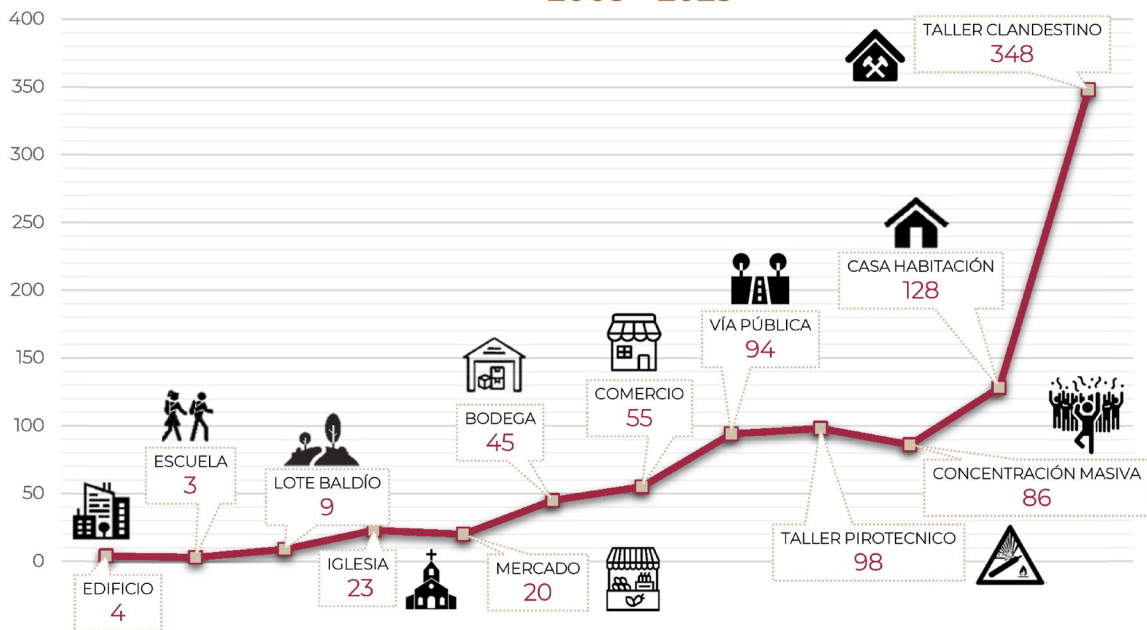 400
350
300
250
200
150
100
50
0
EDIFICIO
4
ESCUELA
3
LOTE BALDÍO
9
IGLESIA
23
MERCADO
20
BODEGA
45
COMERCIO
55
VÍA PÚBLICA
94
TALLER PIROTECNICO
98
CONCENTRACIÓN MASIVA
86
CASA HABITACIÓN
128
TALLER CLANDESTINO
348